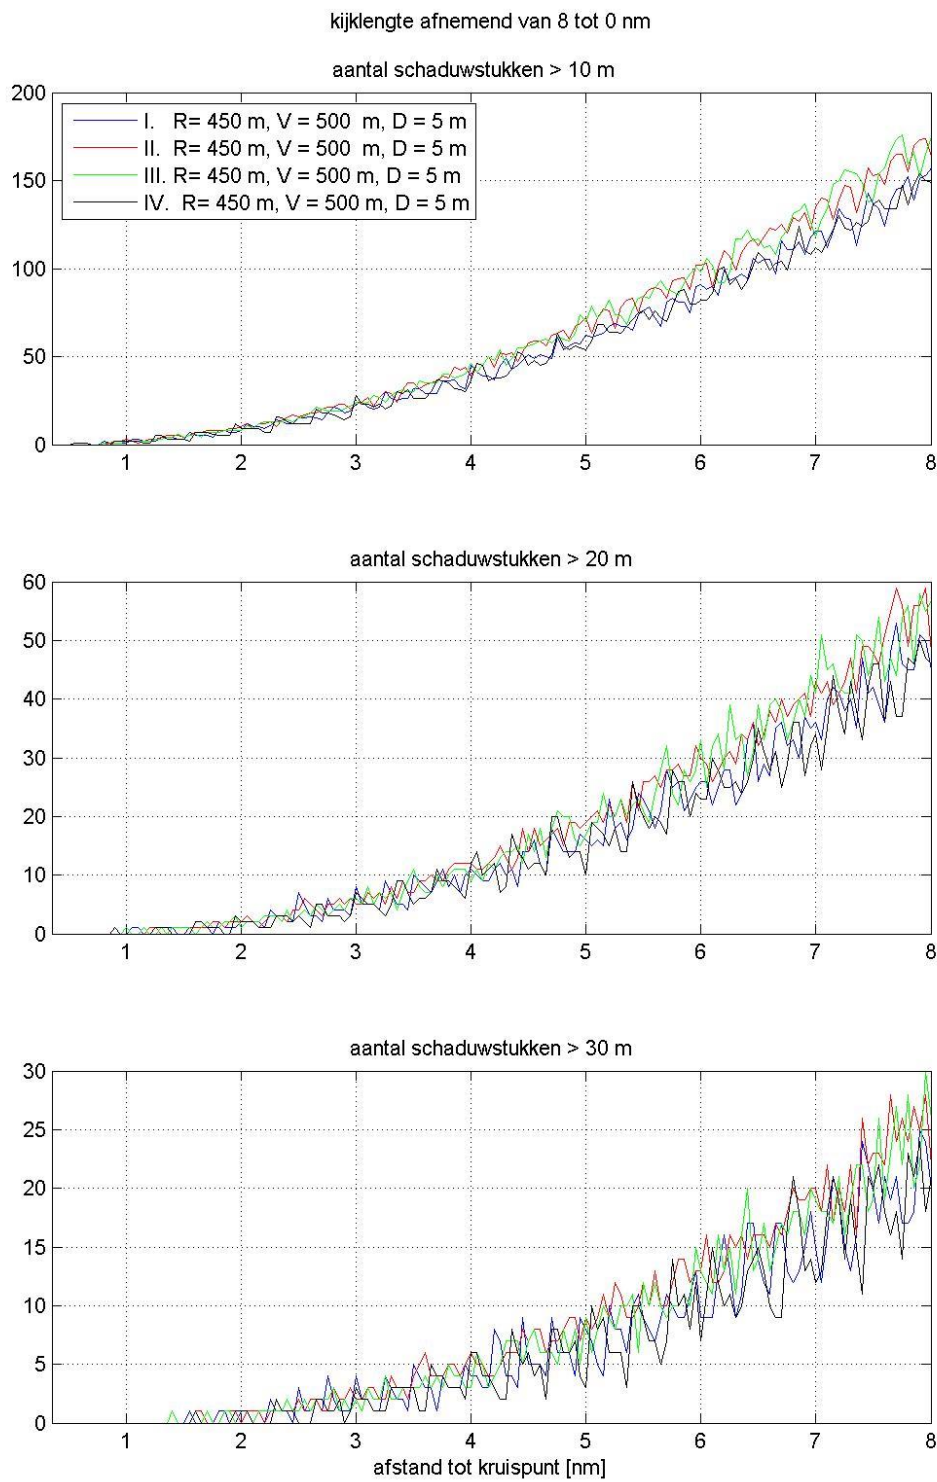 kijklengte afnemend van 8 tot 0 nm
aantal schaduwstukken > 10 m
200
150
100
50
0
I. R= 450 m, V = 500 m, D = 5 m
II. R= 450 m, V = 500 m, D = 5 m
III. R= 450 m, V = 500 m, D = 5 m
IV. R= 450 m, V = 500 m, D = 5 m
1 2 3 4 5 6 7 8
aantal schaduwstukken > 20 m
60
50
40
30
20
10
0
1 2 3 4 5 6 7 8
aantal schaduwstukken > 30 m
30
25
20
15
10
5
0
1 2 3 4 5 6 7 8
afstand tot kruispunt [nm]